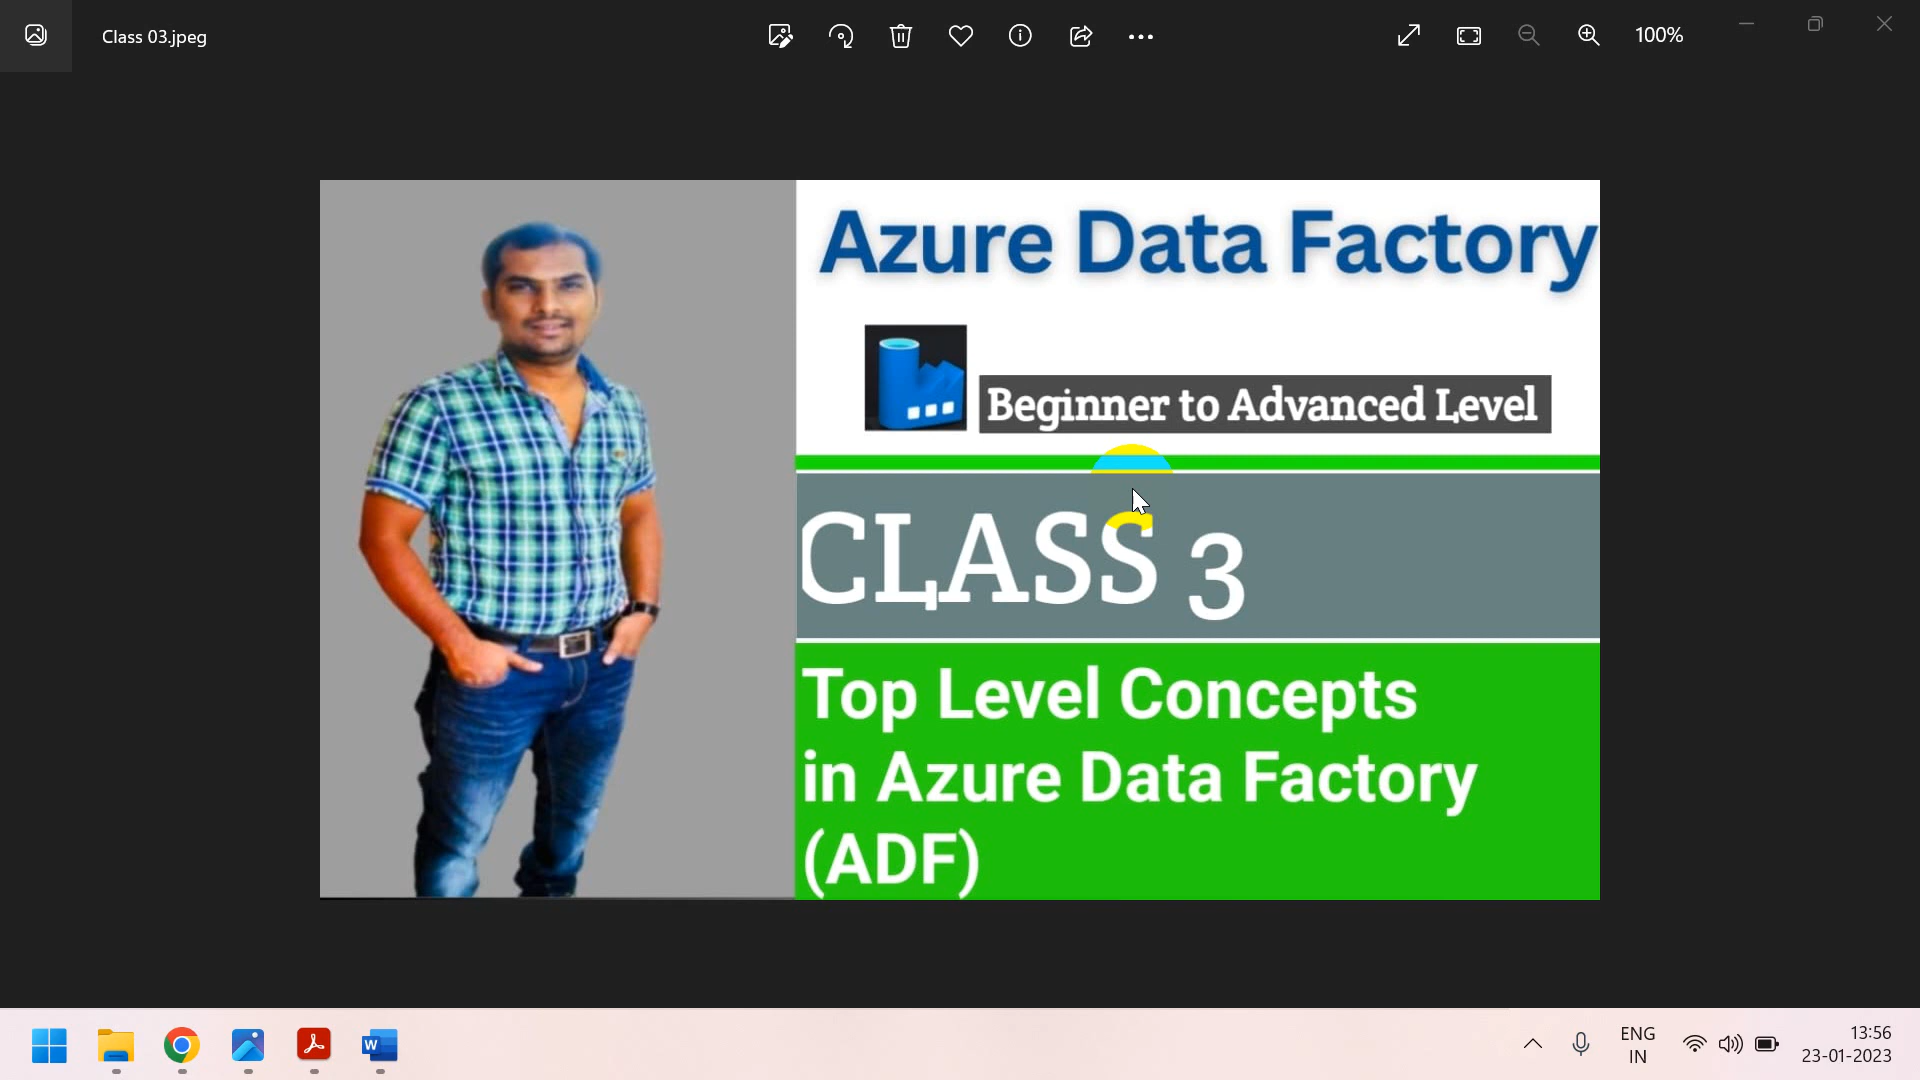 Class 03.jpeg
100%
Azure Data Factory
Beginner to Advanced Level
CLASS 3
Top Level Concepts
in Azure Data Factory
(ADF)
W
ENG
IN
13:56
23-01-2023